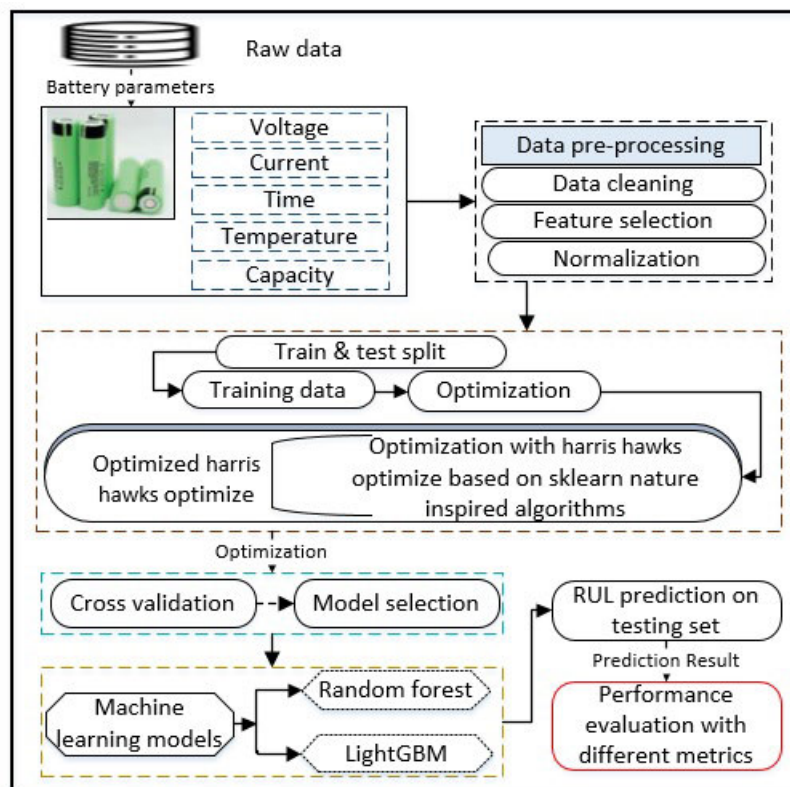 Raw data
Battery parameters
Voltage
Current
Time
Temperature
Capacity
Data pre-processing
Data cleaning
Feature selection
Normalization
Train & test split
Training data
Optimization
Optimized harris
hawks optimize
Optimization with harris hawks
optimize based on sklearn nature
inspired algorithms
Optimization
Cross validation
Model selection
Machine
learning models
Random forest
LightGBM
RUL prediction on
testing set
Prediction Result
Performance
evaluation with
different metrics